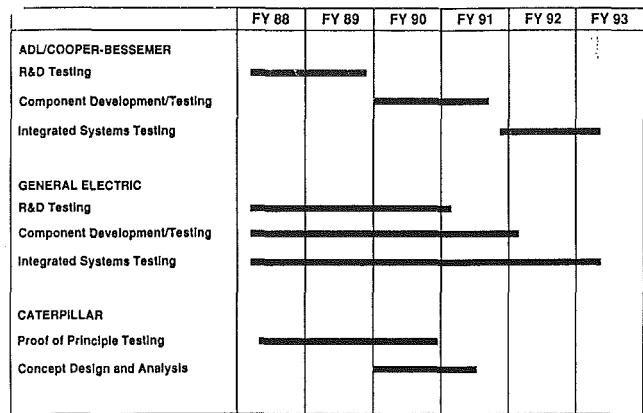 FY 88 FY 89 FY 90 FY 91 FY 92 FY 93
ADL/COOPER-BESSEMER
R&D Testing
Component Development/Testing
Integrated Systems Testing
GENERAL ELECTRIC
R&D Testing
Component Development/Testing
Integrated Systems Testing
CATERPILLAR
Proof of Principle Testing
Concept Design and Analysis